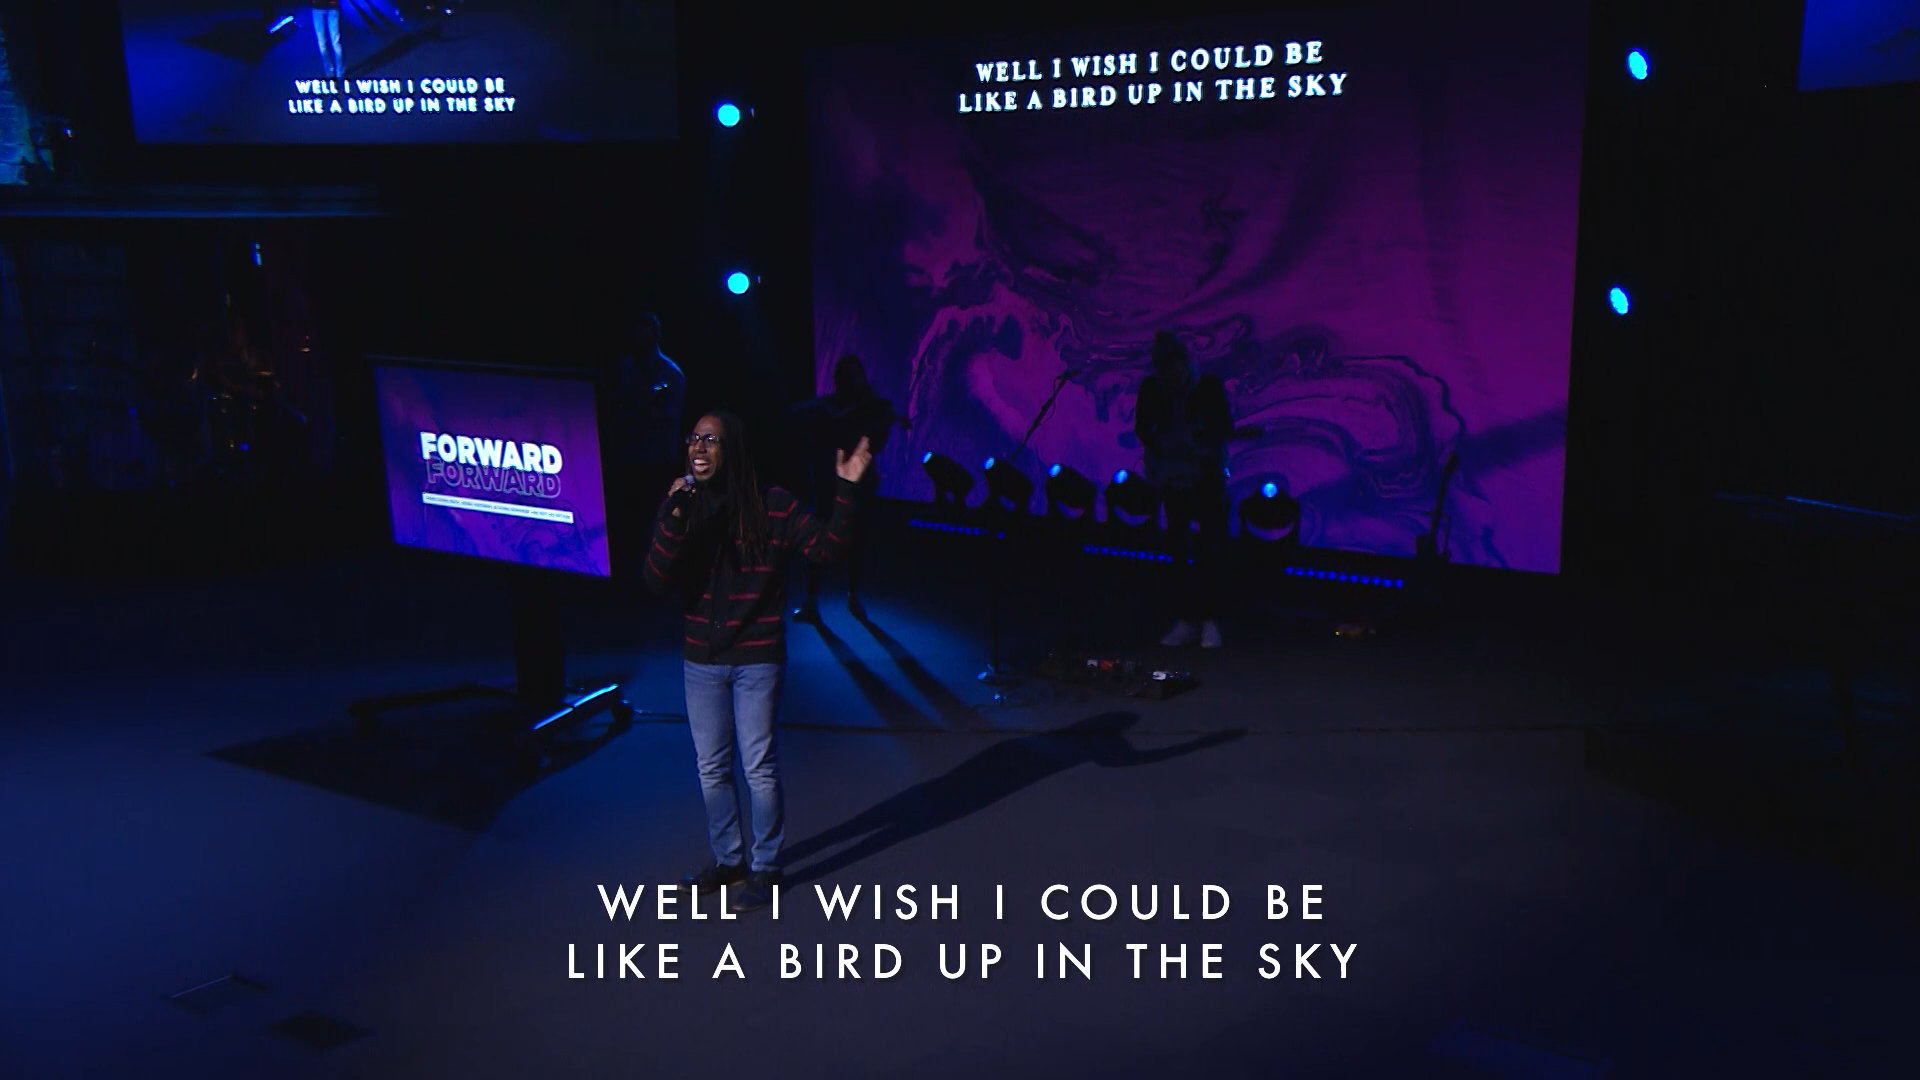 WELL I WISH I COULD BE
LIKE A BIRD UP IN THE SKY
WELL I WISH I COULD BE
LIKE A BIRD UP IN THE SKY
FORWARD
FORWARD
WELL I WISH I COULD BE
LIKE A BIRD UP IN THE SKY